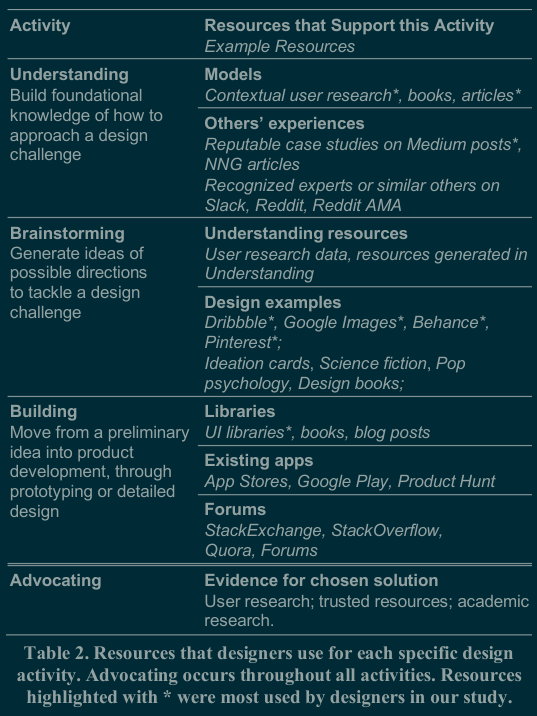 Activity
Resources that Support this Activity
Example Resources
Understanding
Build foundational
knowledge of how to
approach a design
challenge
Models
Contextual user research*, books, articles*
Others’ experiences
Reputable case studies on Medium posts*,
NNG articles
Recognized experts or similar others on
Slack, Reddit, Reddit AMA
Brainstorming
Generate ideas of
possible directions
to tackle a design
challenge
Understanding resources
User research data, resources generated in
Understanding
Design examples
Dribbble*, Google Images*, Behance*,
Pinterest*;
Ideation cards, Science fiction, Pop
psychology, Design books;
Building
Move from a preliminary
idea into product
development, through
prototyping or detailed
design
Libraries
UI libraries*, books, blog posts
Existing apps
App Stores, Google Play, Product Hunt
Forums
StackExchange, StackOverflow,
Quora, Forums
Advocating
Evidence for chosen solution
User research; trusted resources; academic
research.
Table 2. Resources that designers use for each specific design
activity. Advocating occurs throughout all activities. Resources
highlighted with * were most used by designers in our study.